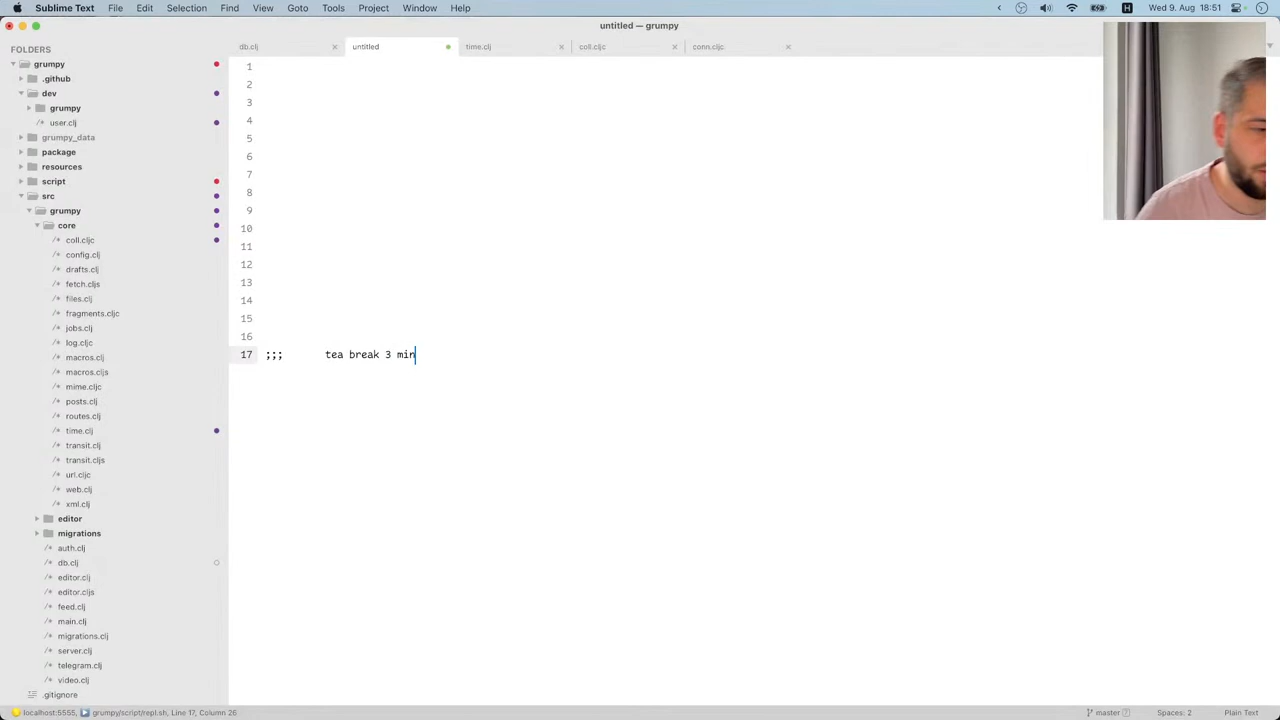 Sublime Text File Edit Selection Find View Goto Tools Project Window Help H Wed 9. Aug 18:51
untitled — grumpy
FOLDERS
grumpy
.github
dev
grumpy
user.clj
grumpy_data
package
resources
script
src
grumpy
core
coll.cljc
config.clj
drafts.clj
fetch.cljs
files.clj
fragments.cljc
jobs.clj
log.cljc
macros.clj
macros.cljs
mime.cljc
posts.clj
routes.clj
time.clj
transit.clj
transit.cljs
url.cljc
web.clj
xml.clj
editor
migrations
auth.clj
db.clj
editor.clj
editor.cljs
feed.clj
main.clj
migrations.clj
server.clj
telegram.clj
video.clj
.gitignore
db.clj untitled time.clj coll.cljc conn.cljc
1
2
3
4
5
6
7
8
9
10
11
12
13
14
15
16
17 ;;; tea break 3 min
localhost:5555, grumpy/script/repl.sh, Line 17, Column 26 master 7 Spaces: 2 Plain Text